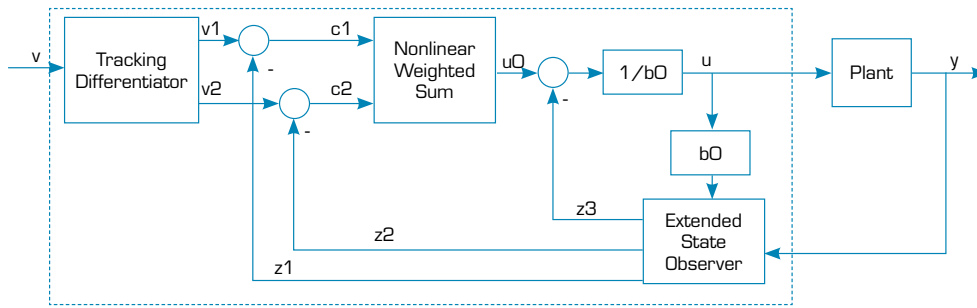 v
Tracking
Differentiator
v1
v2
-
-
c1
c2
Nonlinear
Weighted
Sum
u0
-
1/b0
u
Plant
y
b0
Extended
State
Observer
z3
z2
z1